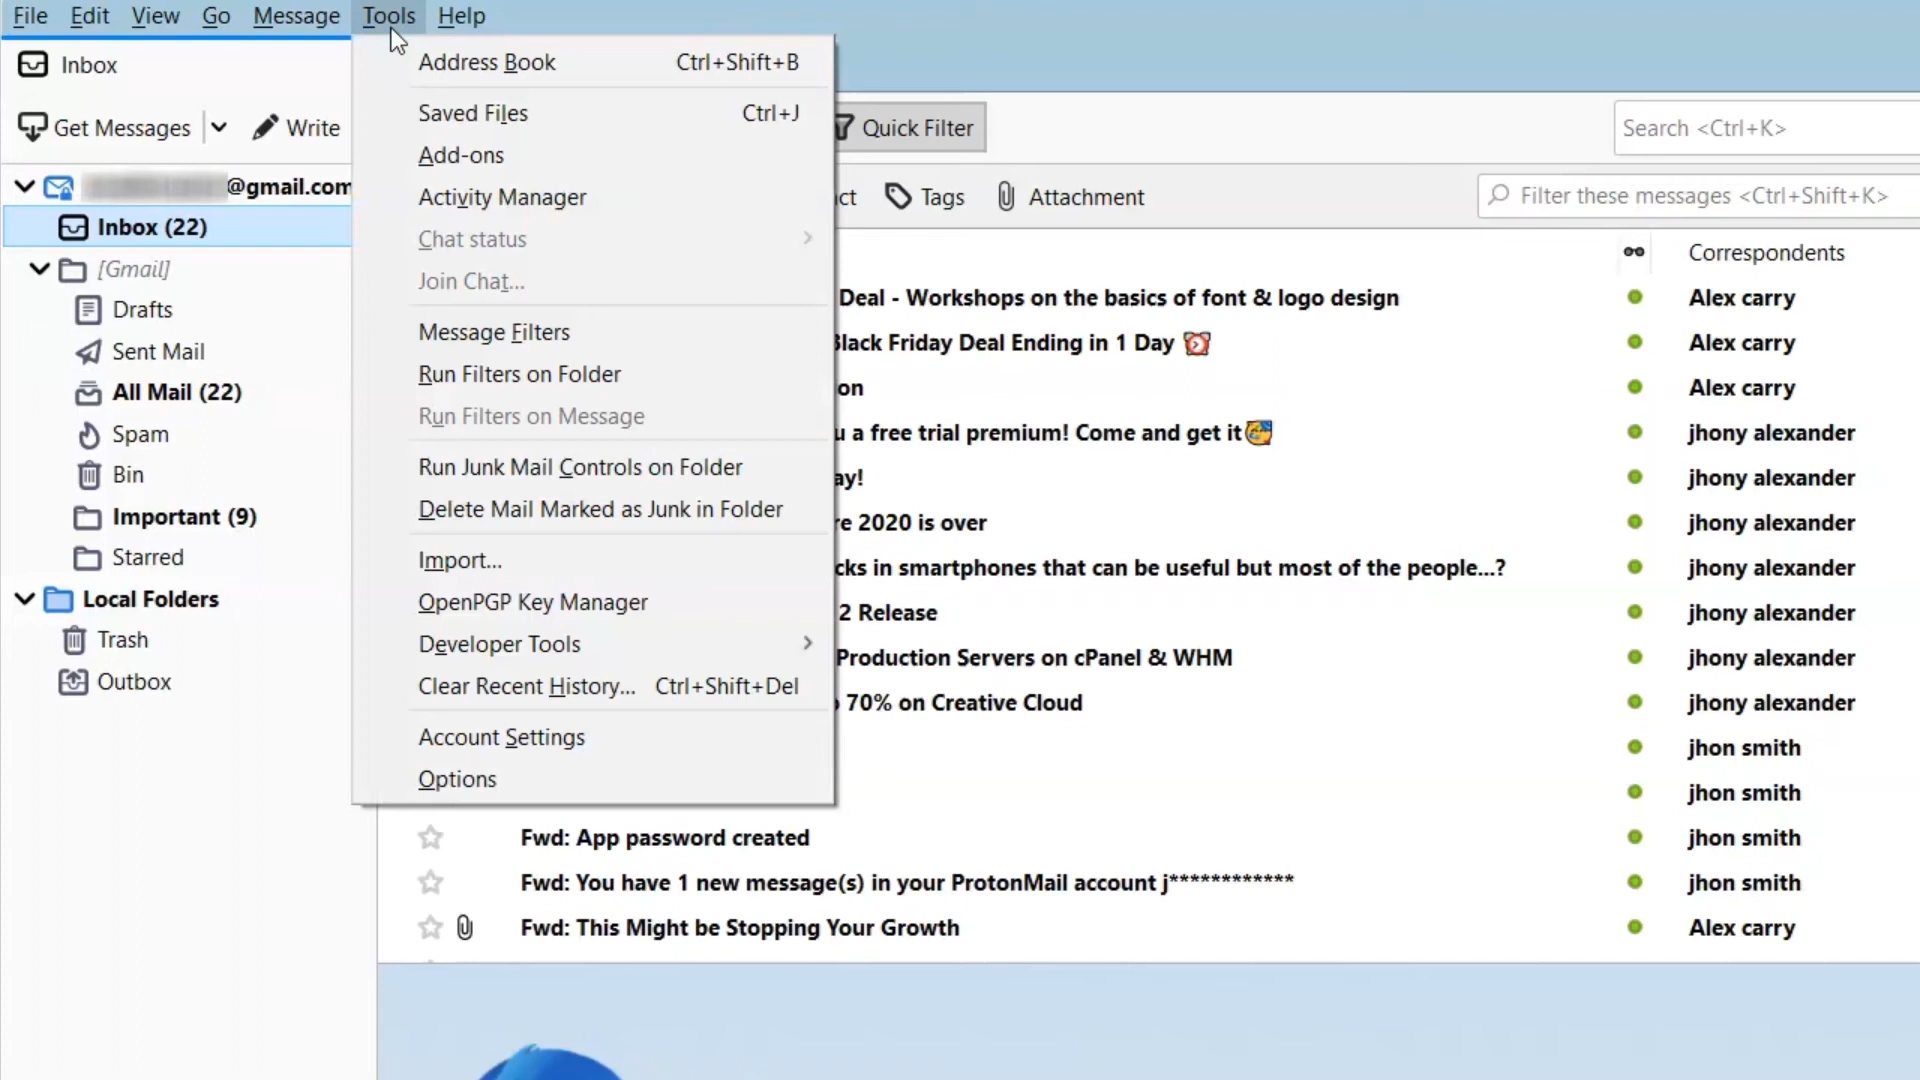 File Edit View Go Message Tools Help
Inbox
Get Messages Write
Quick Filter
Search <Ctrl+K>
@gmail.com
Inbox (22)
[Gmail]
Drafts
Sent Mail
All Mail (22)
Spam
Bin
Important (9)
Starred
Local Folders
Trash
Outbox
Address Book Ctrl+Shift+B
Saved Files Ctrl+J
Add-ons
Activity Manager
Chat status
Join Chat...
Message Filters
Run Filters on Folder
Run Filters on Message
Run Junk Mail Controls on Folder
Delete Mail Marked as Junk in Folder
Import...
OpenPGP Key Manager
Developer Tools
Clear Recent History... Ctrl+Shift+Del
Account Settings
Options
Tags Attachment
Filter these messages <Ctrl+Shift+K>
Correspondents
Deal - Workshops on the basics of font & logo design Alex carry
Black Friday Deal Ending in 1 Day Alex carry
on Alex carry
u a free trial premium! Come and get it jhony alexander
ay! jhony alexander
re 2020 is over jhony alexander
cks in smartphones that can be useful but most of the people...? jhony alexander
2 Release jhony alexander
Production Servers on cPanel & WHM jhony alexander
70% on Creative Cloud jhony alexander
jhon smith
jhon smith
Fwd: App password created jhon smith
Fwd: You have 1 new message(s) in your ProtonMail account j************ jhon smith
Fwd: This Might be Stopping Your Growth Alex carry